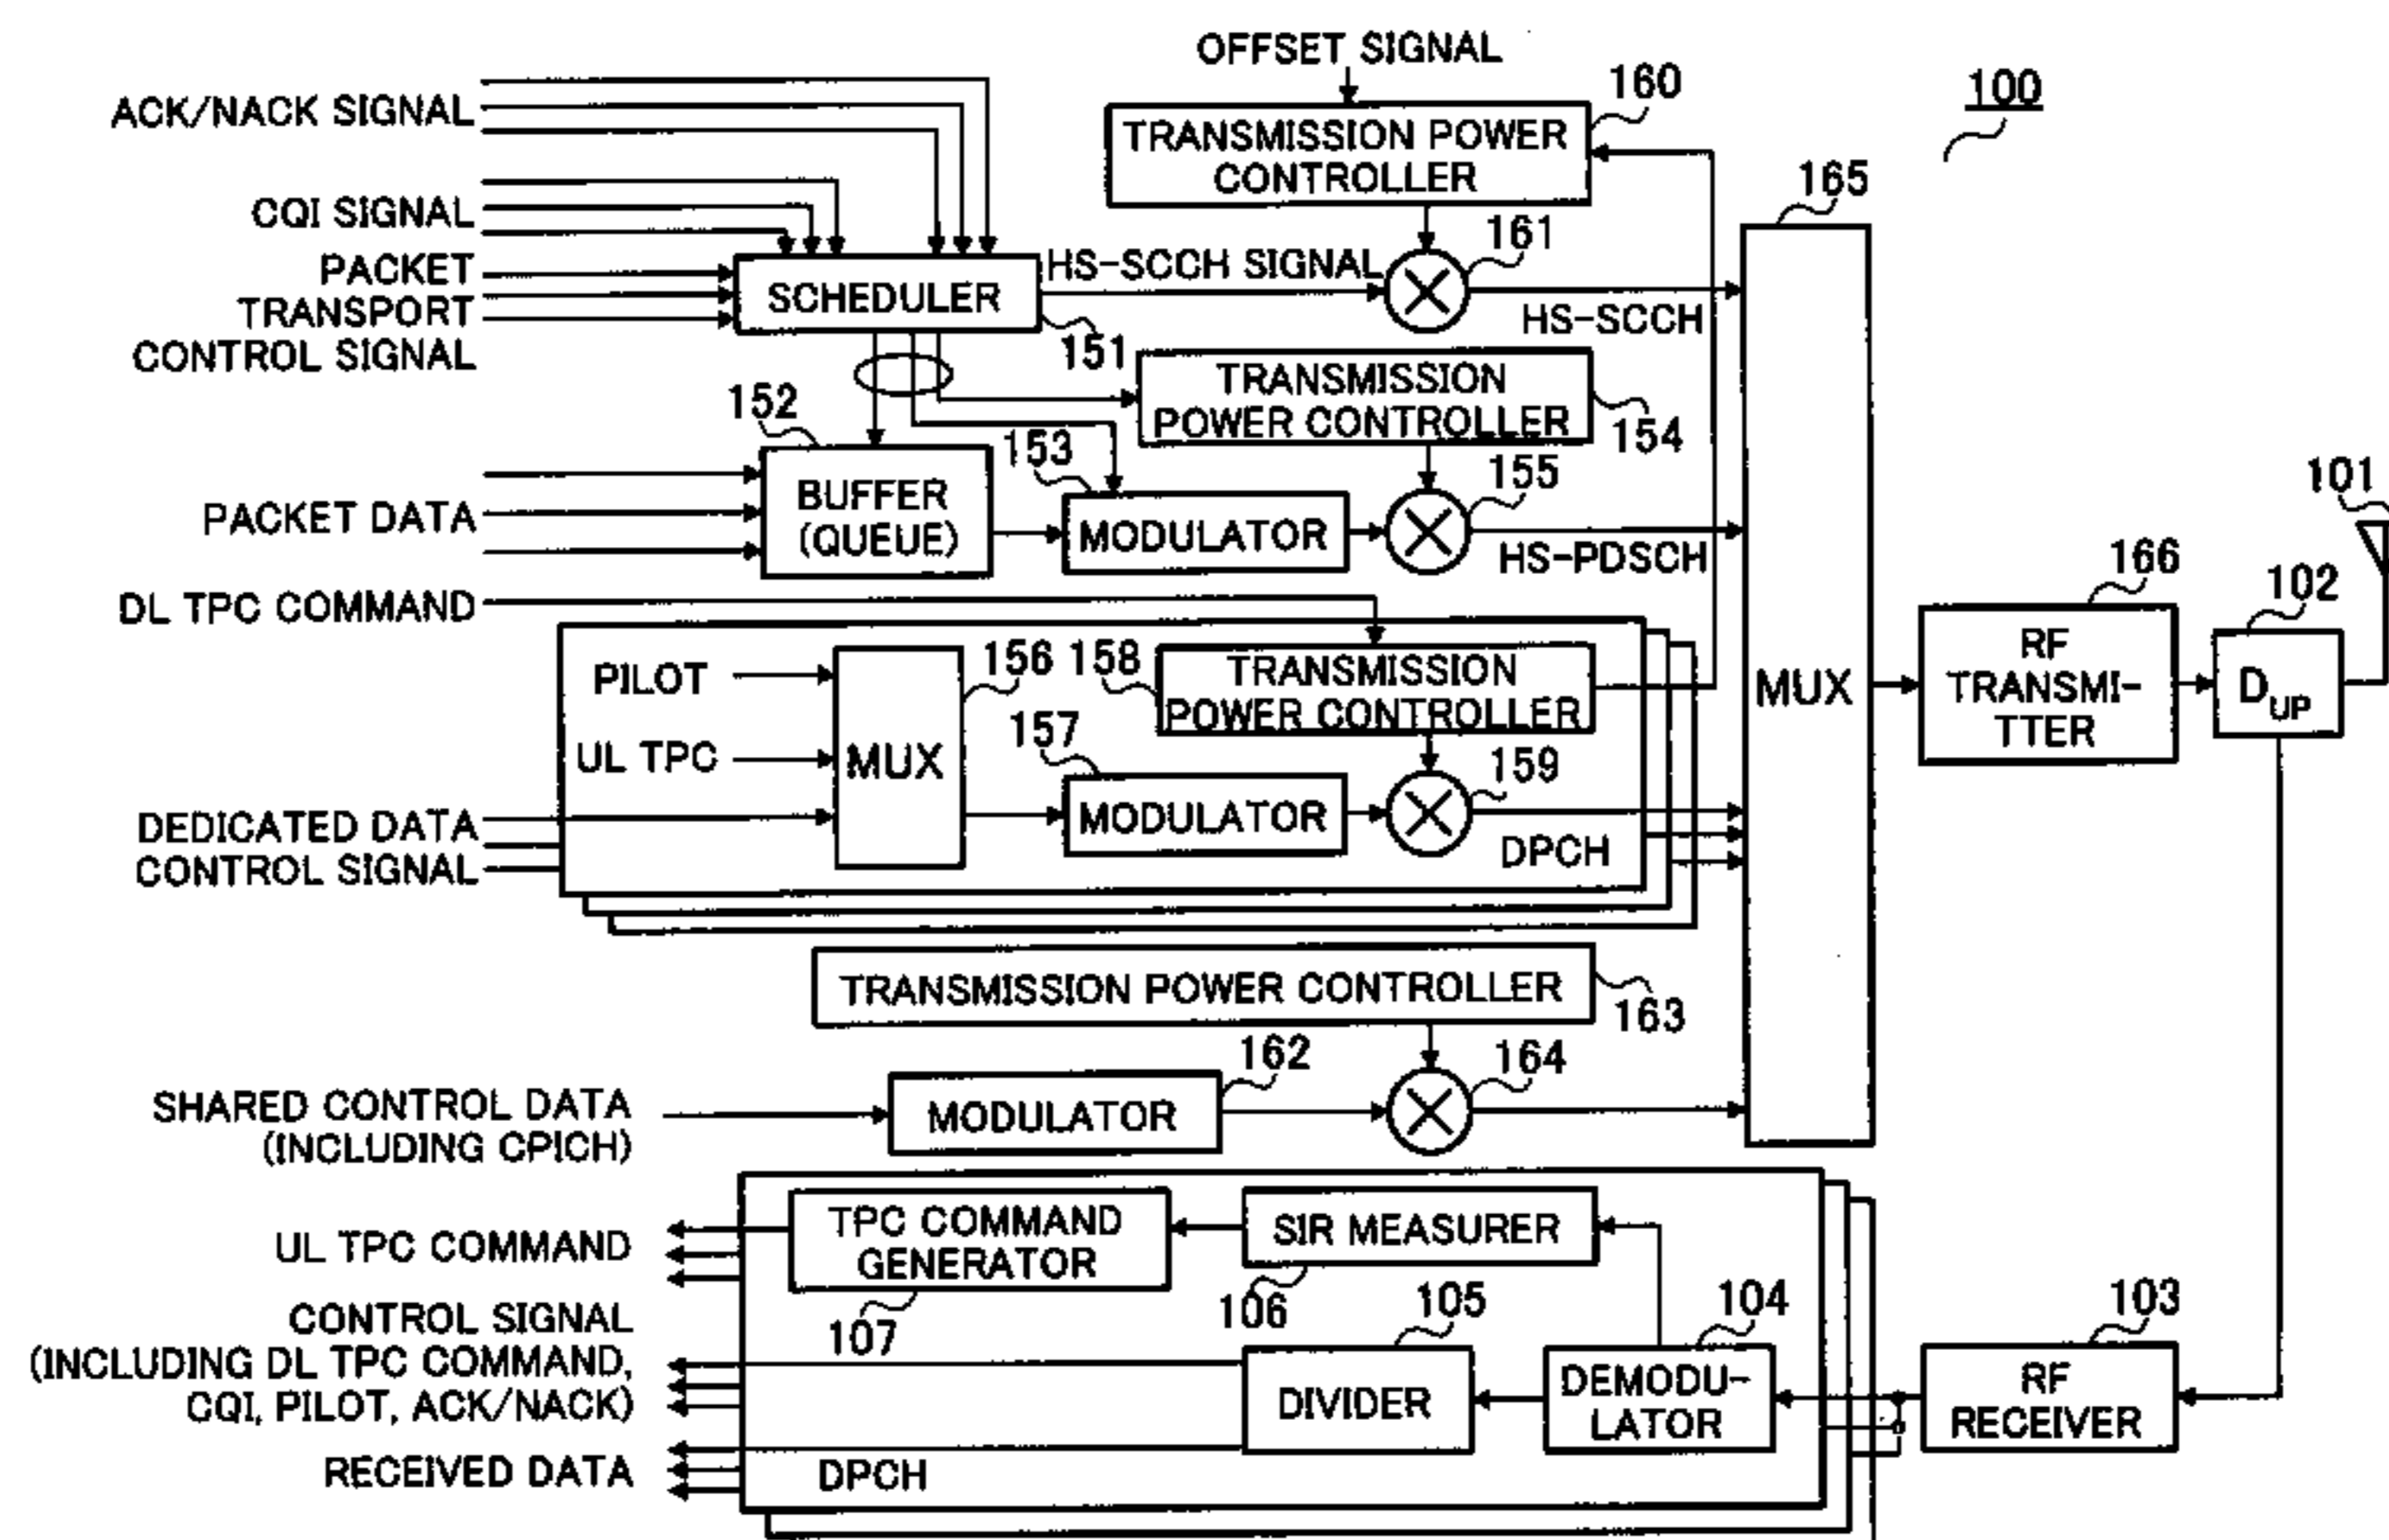 OFFSET SIGNAL
160
100
ACK/NACK SIGNAL
TRANSMISSION POWER
CONTROLLER
165
CQI SIGNAL
161
PACKET
TRANSPORT
CONTROL SIGNAL
SCHEDULER
HS-SCCH SIGNAL
HS-SCCH
151
TRANSMISSION
POWER CONTROLLER
154
152
153
155
101
PACKET DATA
BUFFER
(QUEUE)
MODULATOR
HS-PDSCH
166
102
DL TPC COMMAND
PILOT
156
158
TRANSMISSION
POWER CONTROLLER
MUX
RF
TRANSMI-
TTER
DUP
UL TPC
MUX
157
159
DEDICATED DATA
CONTROL SIGNAL
MODULATOR
DPCH
TRANSMISSION POWER CONTROLLER
163
162
164
SHARED CONTROL DATA
(INCLUDING CPICH)
MODULATOR
UL TPC COMMAND
TPC COMMAND
GENERATOR
SIR MEASURER
107
106
105
104
103
CONTROL SIGNAL
(INCLUDING DL TPC COMMAND,
CQI, PILOT, ACK/NACK)
DIVIDER
DEMODU-
LATOR
RF
RECEIVER
RECEIVED DATA
DPCH